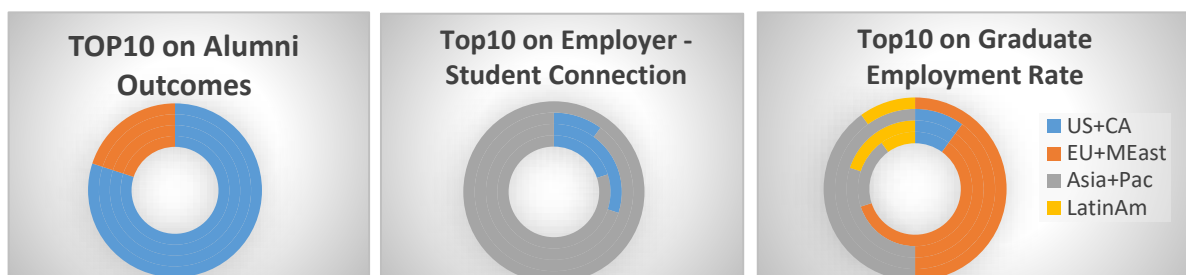 TOP10 on Alumni
Outcomes
Top10 on Employer -
Student Connection
Top10 on Graduate
Employment Rate
US+CA
EU+MEast
Asia+Pac
LatinAm